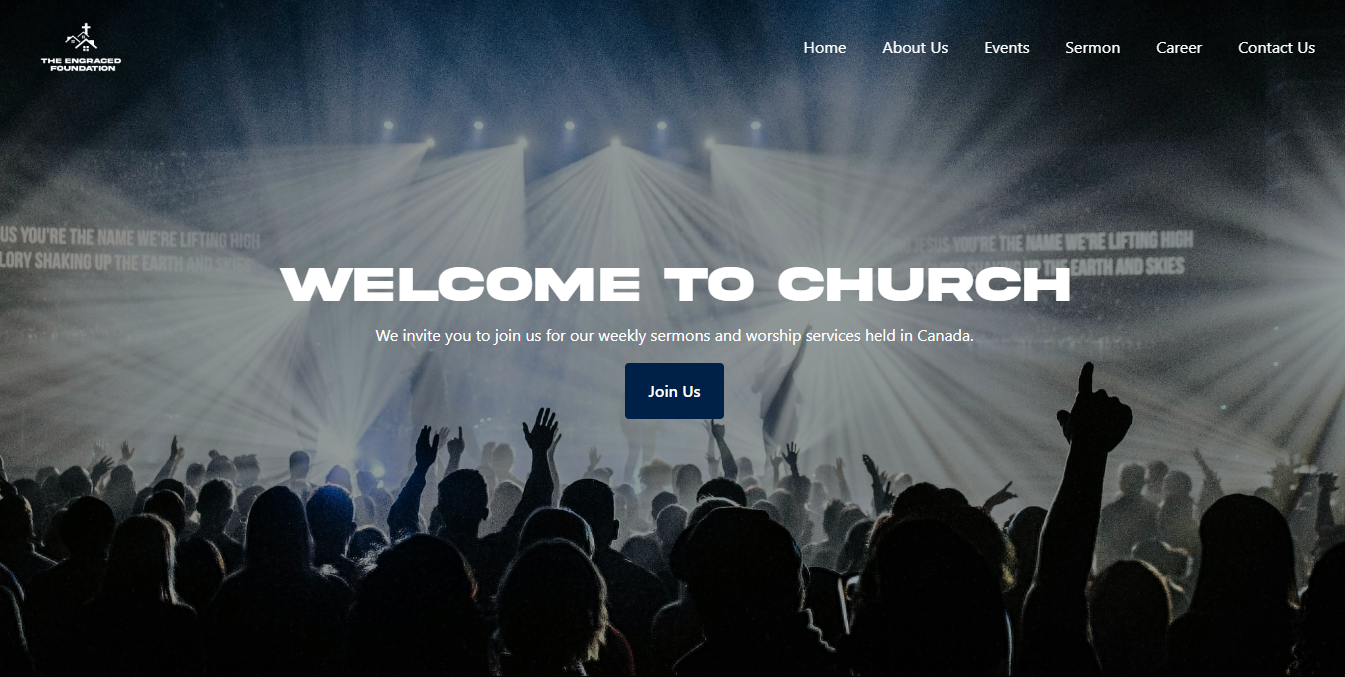 THE ENGRACED
FOUNDATION
Home About Us Events Sermon Career Contact Us
US YOU'RE THE NAME WE'RE LIFTING HIGH
JESUS YOU'RE THE NAME WE'RE LIFTING HIGH
LORY SHAKING UP THE EARTH AND SKIES
UP THE EARTH AND SKIES
WELCOME TO CHURCH
We invite you to join us for our weekly sermons and worship services held in Canada.
Join Us